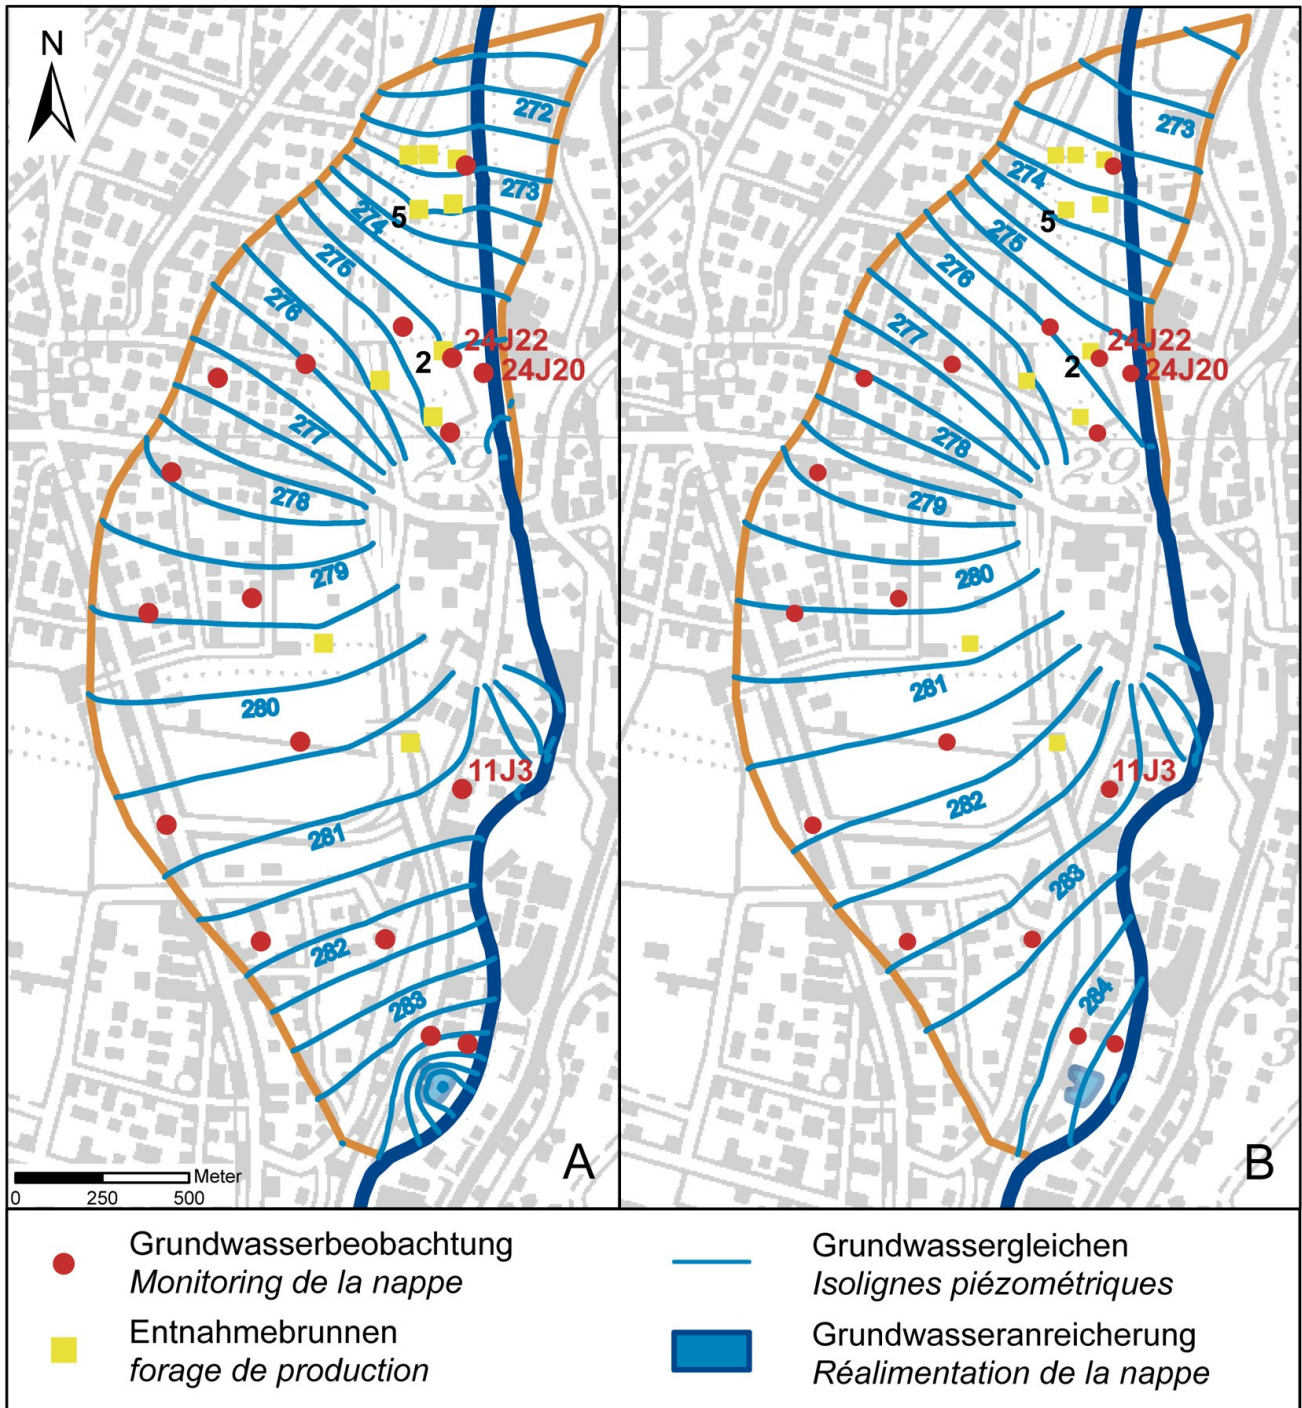 N
272
273
5
274
275
276
24J22
2
24J20
277
278
279
280
11J3
281
282
283
A
Meter
0 250 500
273
274
5
275
276
277
24J22
2
24J20
278
29
279
280
281
11J3
282
283
284
B
Grundwasserbeobachtung
Monitoring de la nappe
Entnahmebrunnen
forage de production
Grundwassergleichen
Isolignes piézométriques
Grundwasseranreicherung
Réalimentation de la nappe